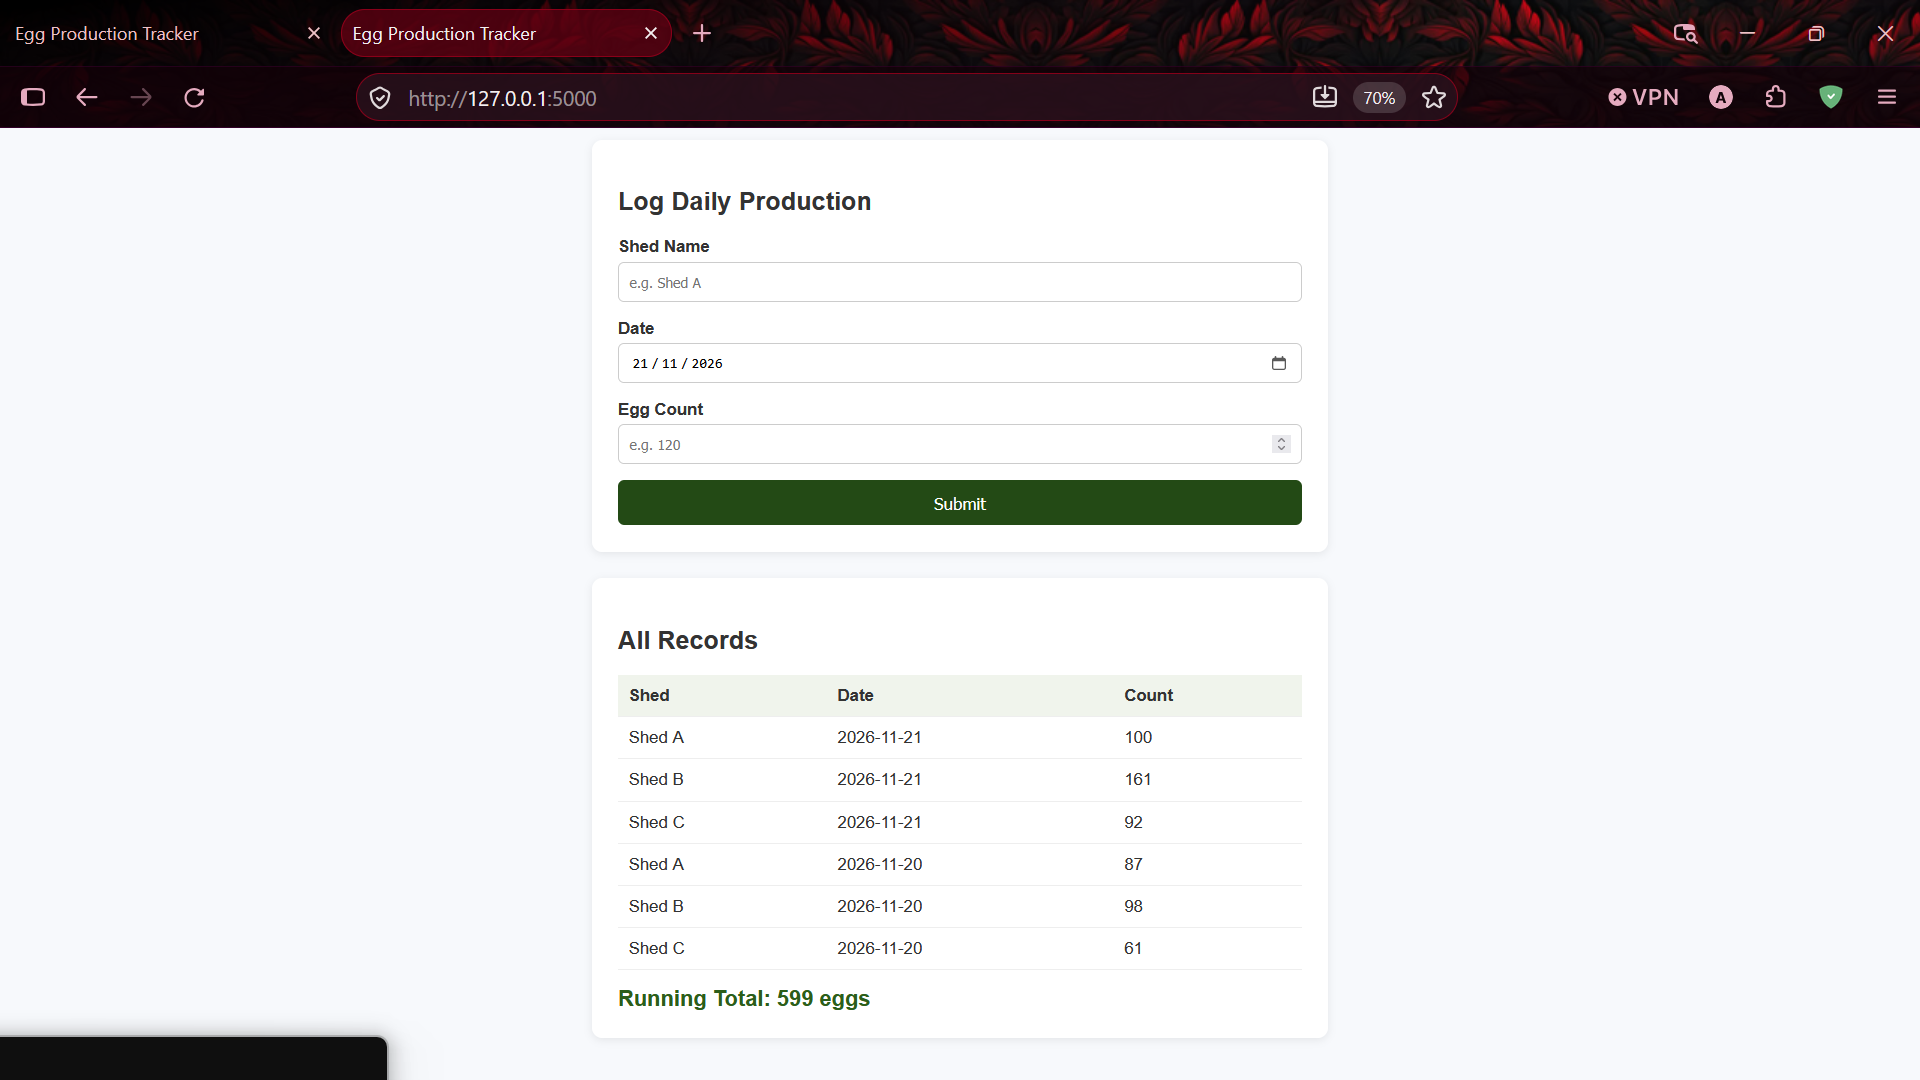 Egg Production Tracker
Egg Production Tracker
http://127.0.0.1:5000
70%
VPN
A
Log Daily Production
Shed Name
e.g. Shed A
Date
21 / 11 / 2026
Egg Count
e.g. 120
Submit
All Records
Shed Date Count
Shed A 2026-11-21 100
Shed B 2026-11-21 161
Shed C 2026-11-21 92
Shed A 2026-11-20 87
Shed B 2026-11-20 98
Shed C 2026-11-20 61
Running Total: 599 eggs